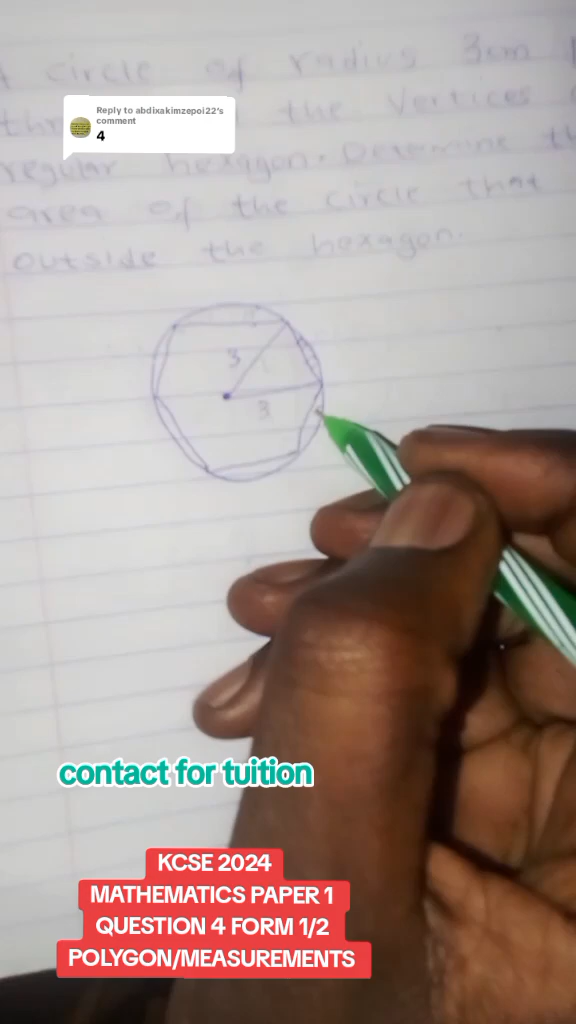 circle of radius 3cm
Reply to abdixakimzepoi22's
comment
4
the Vertices
regular hexagon. Determine
area of the circle that
outside the hexagon.
3
3
contact for tuition
KCSE 2024
MATHEMATICS PAPER 1
QUESTION 4 FORM 1/2
POLYGON/MEASUREMENTS